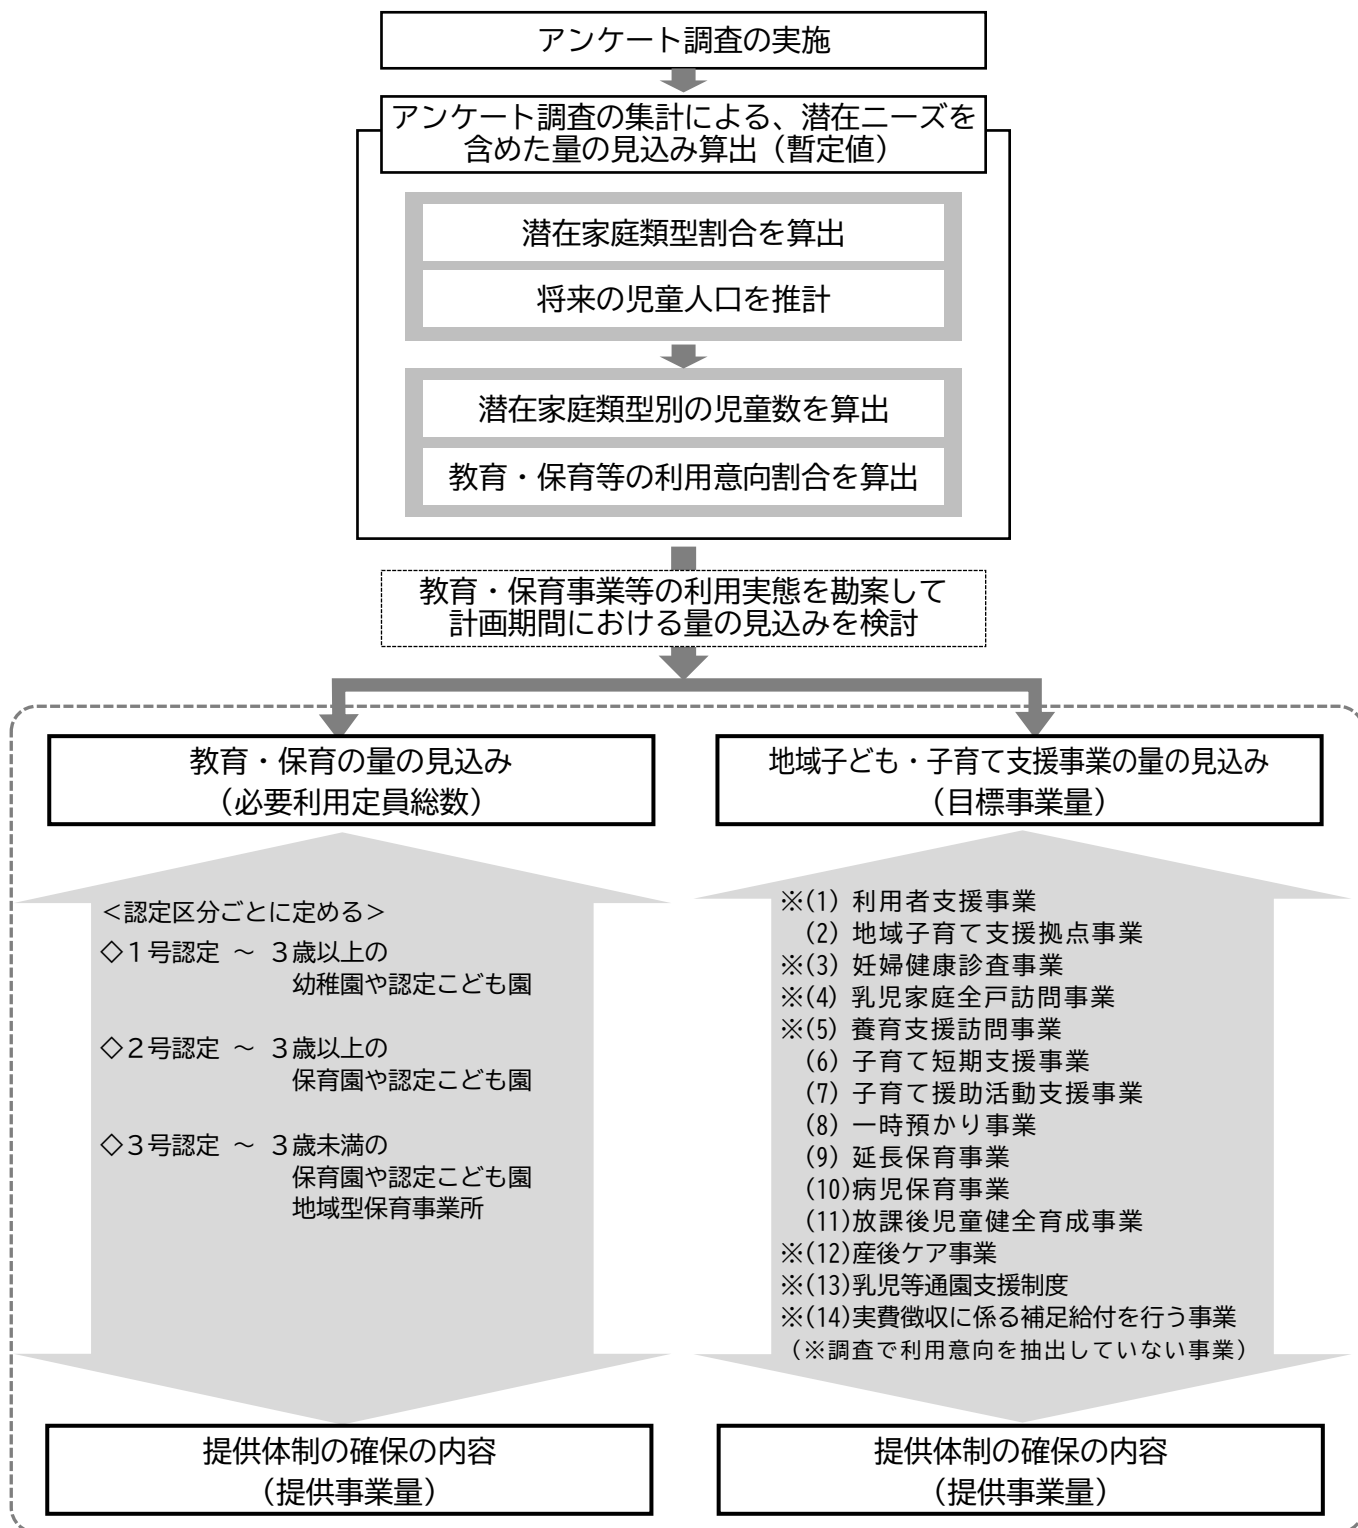 アンケート調査の実施
アンケート調査の集計による、潜在ニーズを
含めた量の見込み算出（暫定値）
潜在家庭類型割合を算出
将来の児童人口を推計
潜在家庭類型別の児童数を算出
教育・保育等の利用意向割合を算出
教育・保育事業等の利用実態を勘案して
計画期間における量の見込みを検討
教育・保育の量の見込み
（必要利用定員総数）
＜認定区分ごとに定める＞
◇１号認定 ～ ３歳以上の
幼稚園や認定こども園
◇２号認定 ～ ３歳以上の
保育園や認定こども園
◇３号認定 ～ ３歳未満の
保育園や認定こども園
地域型保育事業所
提供体制の確保の内容
（提供事業量）
地域子ども・子育て支援事業の量の見込み
（目標事業量）
※(1) 利用者支援事業
(2) 地域子育て支援拠点事業
※(3) 妊婦健康診査事業
※(4) 乳児家庭全戸訪問事業
※(5) 養育支援訪問事業
(6) 子育て短期支援事業
(7) 子育て援助活動支援事業
(8) 一時預かり事業
(9) 延長保育事業
(10)病児保育事業
(11)放課後児童健全育成事業
※(12)産後ケア事業
※(13)乳児等通園支援制度
※(14)実費徴収に係る補足給付を行う事業
（※調査で利用意向を抽出していない事業）
提供体制の確保の内容
（提供事業量）